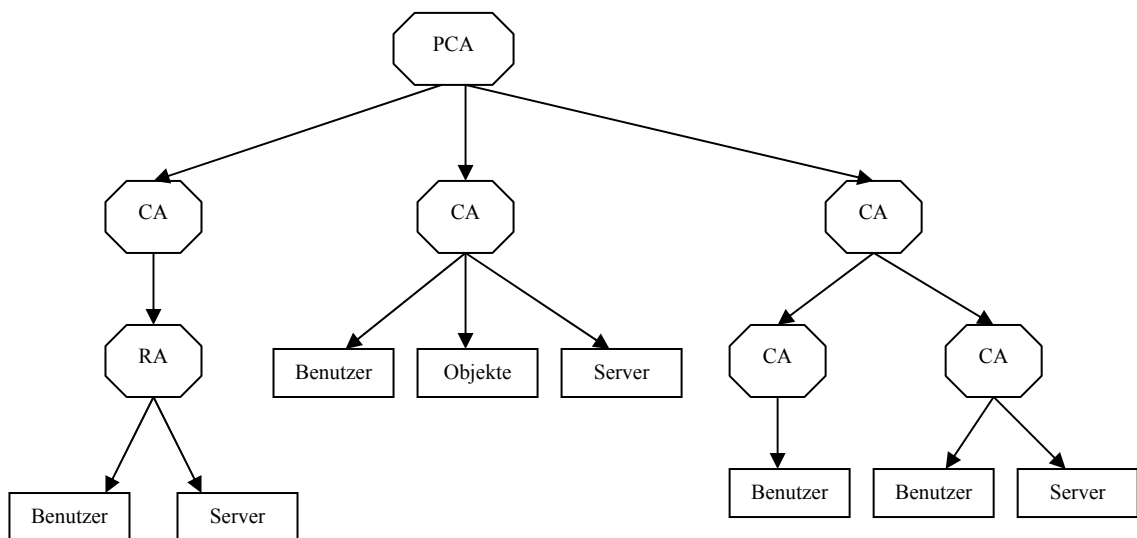 PCA
CA
CA
CA
RA
Benutzer
Objekte
Server
CA
CA
Benutzer
Server
Benutzer
Benutzer
Server